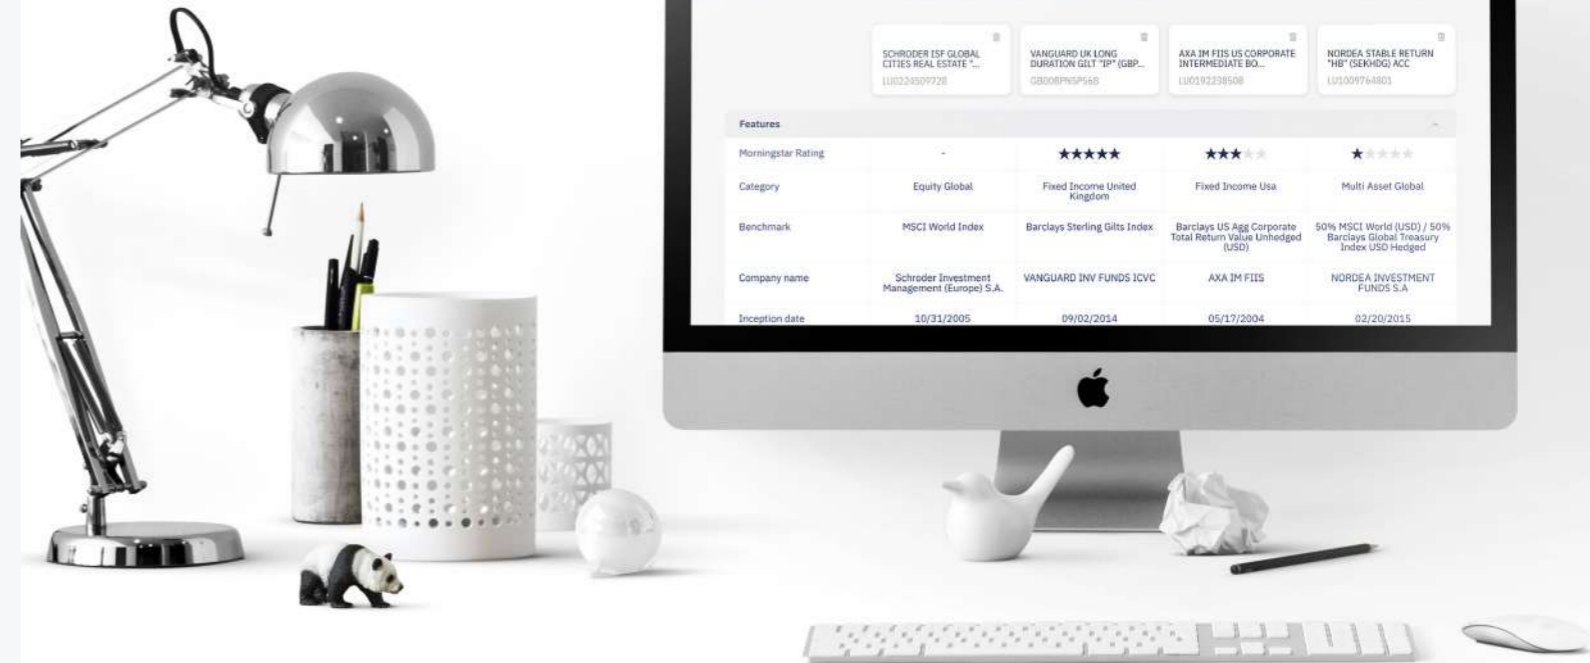 SCHRODER ISF GLOBAL
CITIES REAL ESTATE "...
LU0224509728
VANGUARD UK LONG
DURATION GILT "IP" (GBP...
GB00BPN5P56B
AXA IM FIIS US CORPORATE
INTERMEDIATE BO...
LU0192238508
NORDEA STABLE RETURN
"HB" (SEKHDG) ACC
LU1009764801
Features
Morningstar Rating - ★★★★★ ★★★★★ ★★★★★
Category Equity Global Fixed Income United Fixed Income Usa Multi Asset Global
Kingdom
Benchmark MSCI World Index Barclays Sterling Gilts Index Barclays US Agg Corporate 50% MSCI World (USD) / 50%
Total Return Value Unhedged Barclays Global Treasury
(USD) Index USD Hedged
Company name Schroder Investment VANGUARD INV FUNDS ICVC AXA IM FIIS NORDEA INVESTMENT
Management (Europe) S.A. FUNDS S.A
Inception date 10/31/2005 09/02/2014 05/17/2004 02/20/2015